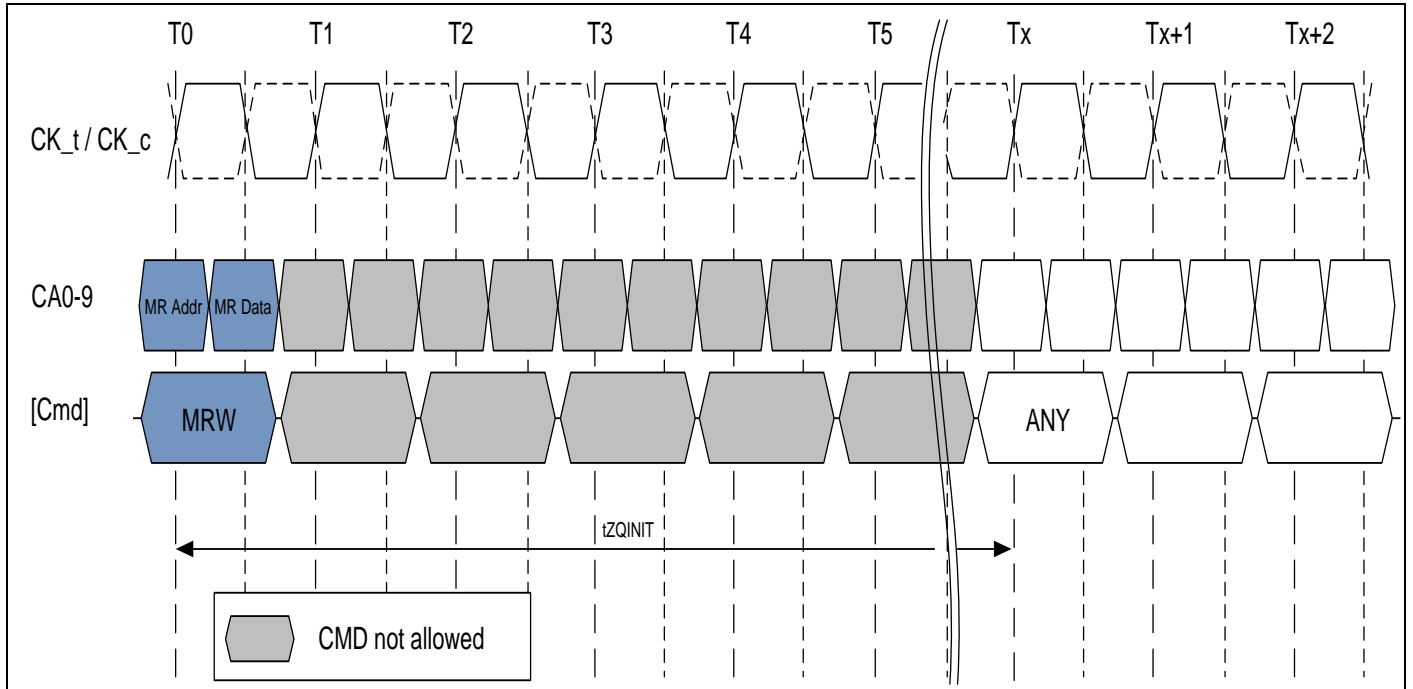 T0 T1 T2 T3 T4 T5 Tx Tx+1 Tx+2
CK_t / CK_c
CA0-9 MR Addr MR Data
[Cmd] MRW ANY
tZQINIT
CMD not allowed